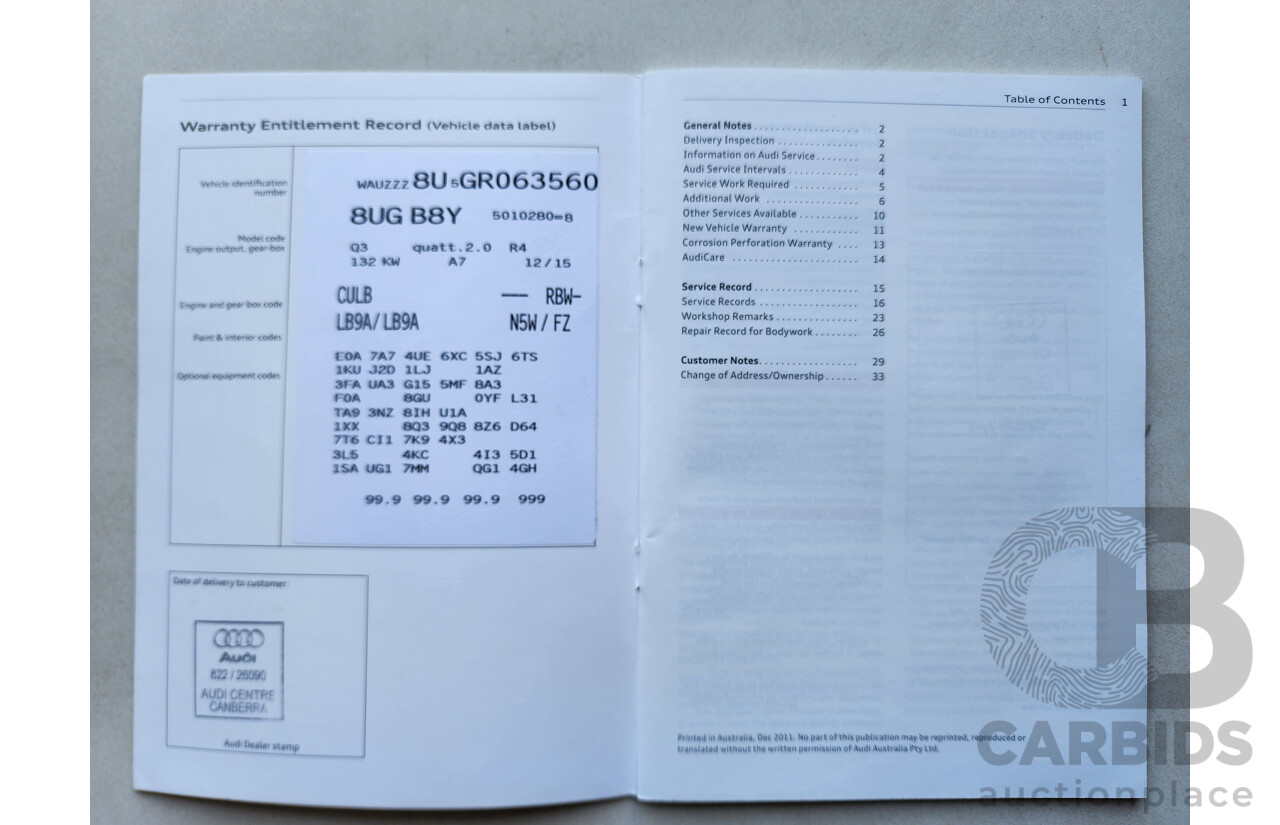 Warranty Entitlement Record (Vehicle data label)
Vehicle identification
number
WAUZZZ 8U 5 GR063560
8UG B8Y 5010280-8
Model code
Engine output, gear-box
Q3 quatt.2.0 R4
132 KW A7 12/15
Engine and gear box code
CULB --- RBW-
Paint & interior codes
LB9A/LB9A N5W / FZ
Optional equipment codes
E0A 7A7 4UE 6XC 5SJ 6TS
1KU J2D 1LJ 1AZ
3FA UA3 G15 5MF 8A3
F0A 8GU 0YF L31
TA9 3NZ 8IH U1A
1XX 8Q3 9Q8 8Z6 D64
7T6 CI1 7K9 4X3
3L5 4KC 4I3 5D1
1SA UG1 7MM QG1 4GH
99.9 99.9 99.9 999
Date of delivery to customer:
Audi
822 / 26090
AUDI CENTRE
CANBERRA
Audi Dealer stamp
Table of Contents 1
General Notes . . . . . . . . . . . . . . . . . . . 2
Delivery Inspection . . . . . . . . . . . . . . . 2
Information on Audi Service. . . . . . . . 2
Audi Service Intervals . . . . . . . . . . . . . 4
Service Work Required . . . . . . . . . . . . 5
Additional Work . . . . . . . . . . . . . . . . . 6
Other Services Available . . . . . . . . . . . 10
New Vehicle Warranty . . . . . . . . . . . . 11
Corrosion Perforation Warranty . . . . 13
AudiCare . . . . . . . . . . . . . . . . . . . . . . . 14
Service Record . . . . . . . . . . . . . . . . . . . 15
Service Records . . . . . . . . . . . . . . . . . . 16
Workshop Remarks . . . . . . . . . . . . . . . 23
Repair Record for Bodywork . . . . . . . . 26
Customer Notes. . . . . . . . . . . . . . . . . . 29
Change of Address/Ownership . . . . . . 33
Printed in Australia, Dec 2011. No part of this publication may be reprinted, reproduced or
translated without the written permission of Audi Australia Pty Ltd.
CARBIDS
auctionplace